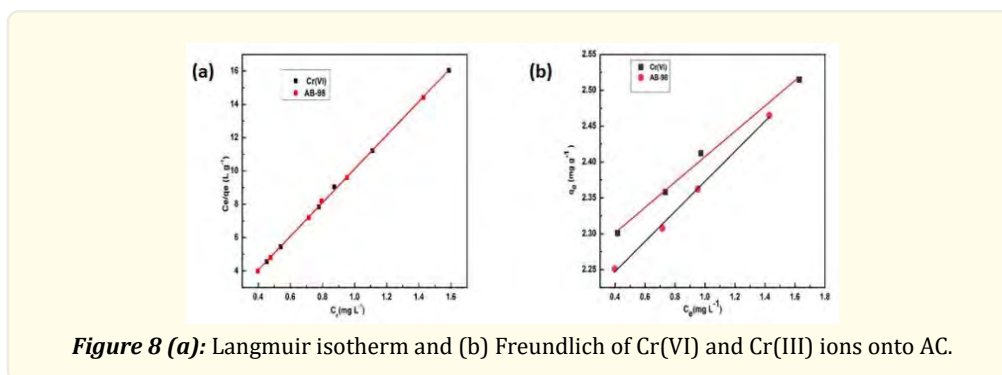 (a)
Cr(VI)
AB-98
16
14
12
10
8
6
4
Ce/qe (L g⁻¹)
0.4 0.6 0.8 1.0 1.2 1.4 1.6
(mg L⁻¹)
(b)
Cr(VI)
AB-98
2.55
2.50
2.45
2.40
2.35
2.30
2.25
qe (mg g⁻¹)
0.4 0.6 0.8 1.0 1.2 1.4 1.6 1.8
Ce(mg L⁻¹)
Figure 8 (a): Langmuir isotherm and (b) Freundlich of Cr(VI) and Cr(III) ions onto AC.